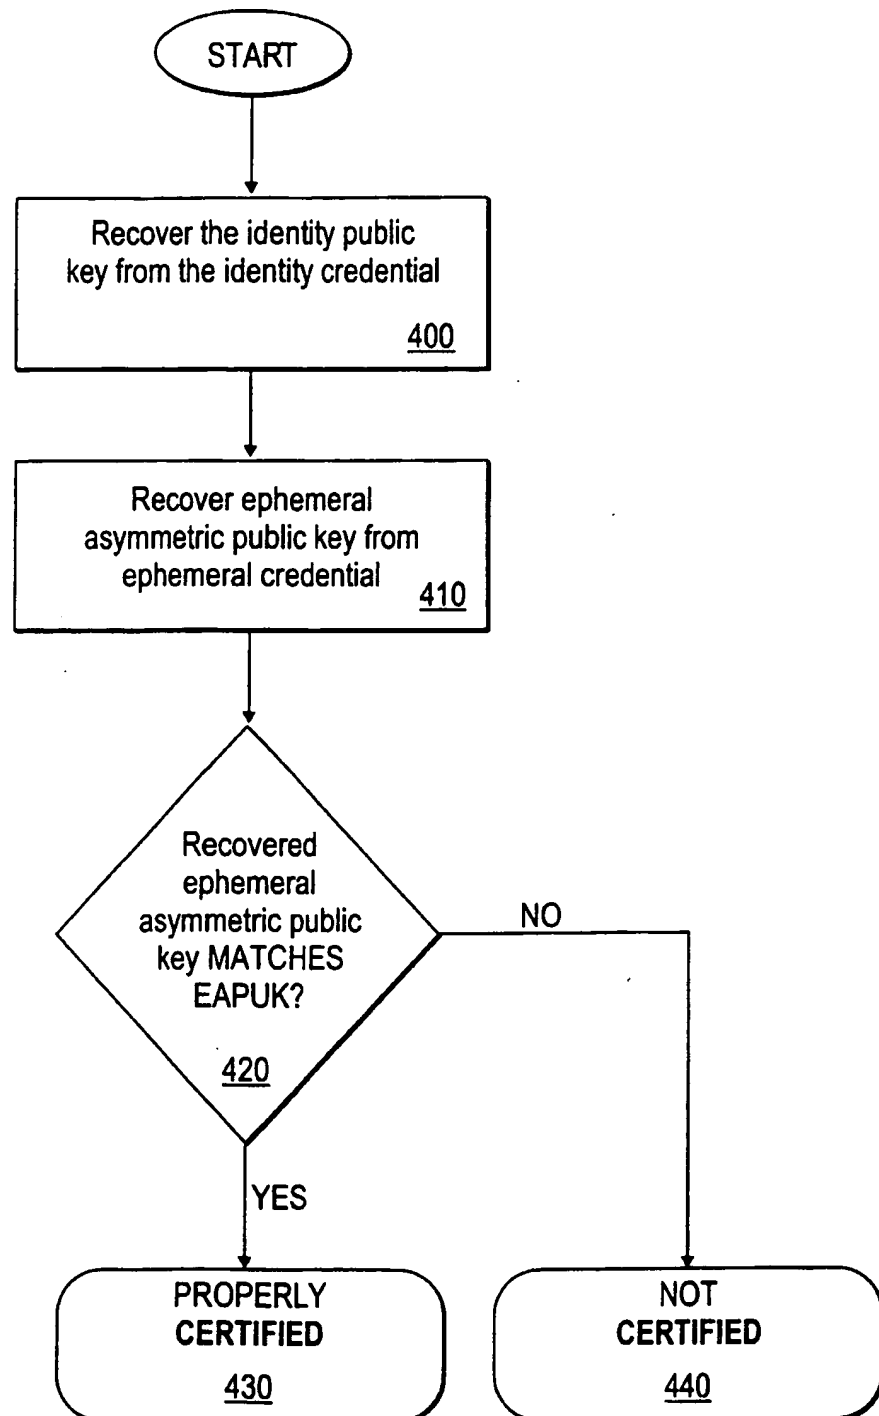 START
Recover the identity public
key from the identity credential
400
Recover ephemeral
asymmetric public key from
ephemeral credential
410
Recovered
ephemeral
asymmetric public
key MATCHES
EAPUK?
420
NO
YES
PROPERLY
CERTIFIED
430
NOT
CERTIFIED
440